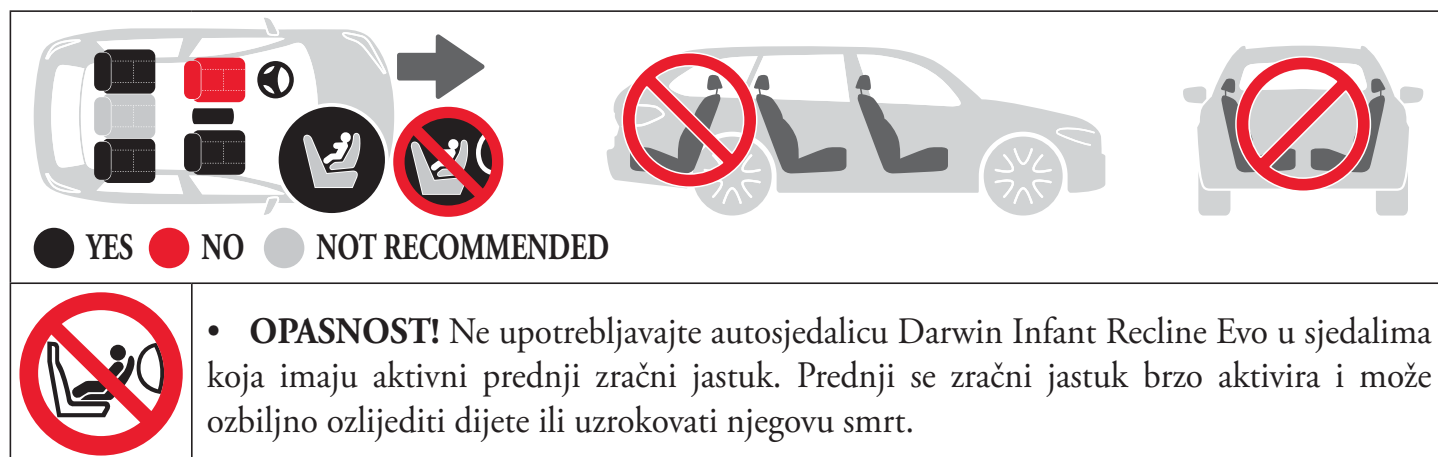 YES NO NOT RECOMMENDED
• OPASNOST! Ne upotrebljavajte autosjedalicu Darwin Infant Recline Evo u sjedalima
koja imaju aktivni prednji zračni jastuk. Prednji se zračni jastuk brzo aktivira i može
ozbiljno ozlijediti dijete ili uzrokovati njegovu smrt.